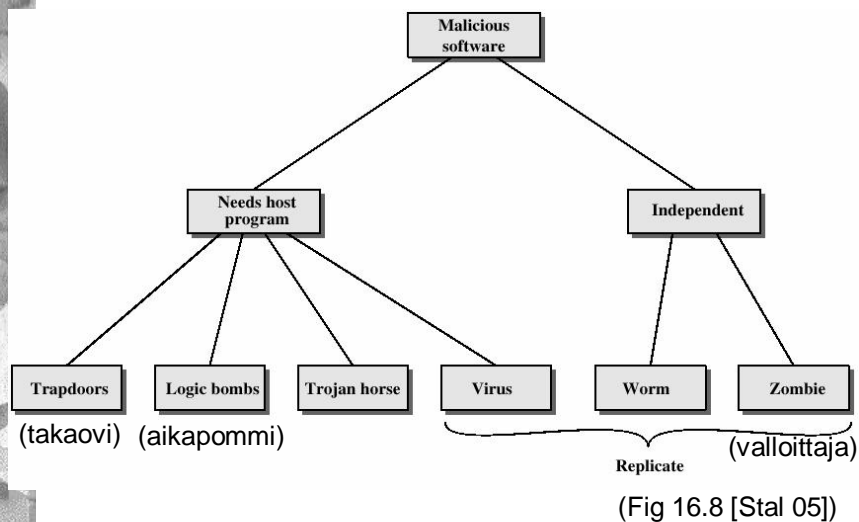 Malicious
software
Needs host
program
Independent
Trapdoors
Logic bombs
Trojan horse
Virus
Worm
Zombie
(takaovi)
(aikapommi)
(valloittaja)
Replicate
(Fig 16.8 [Stal 05])